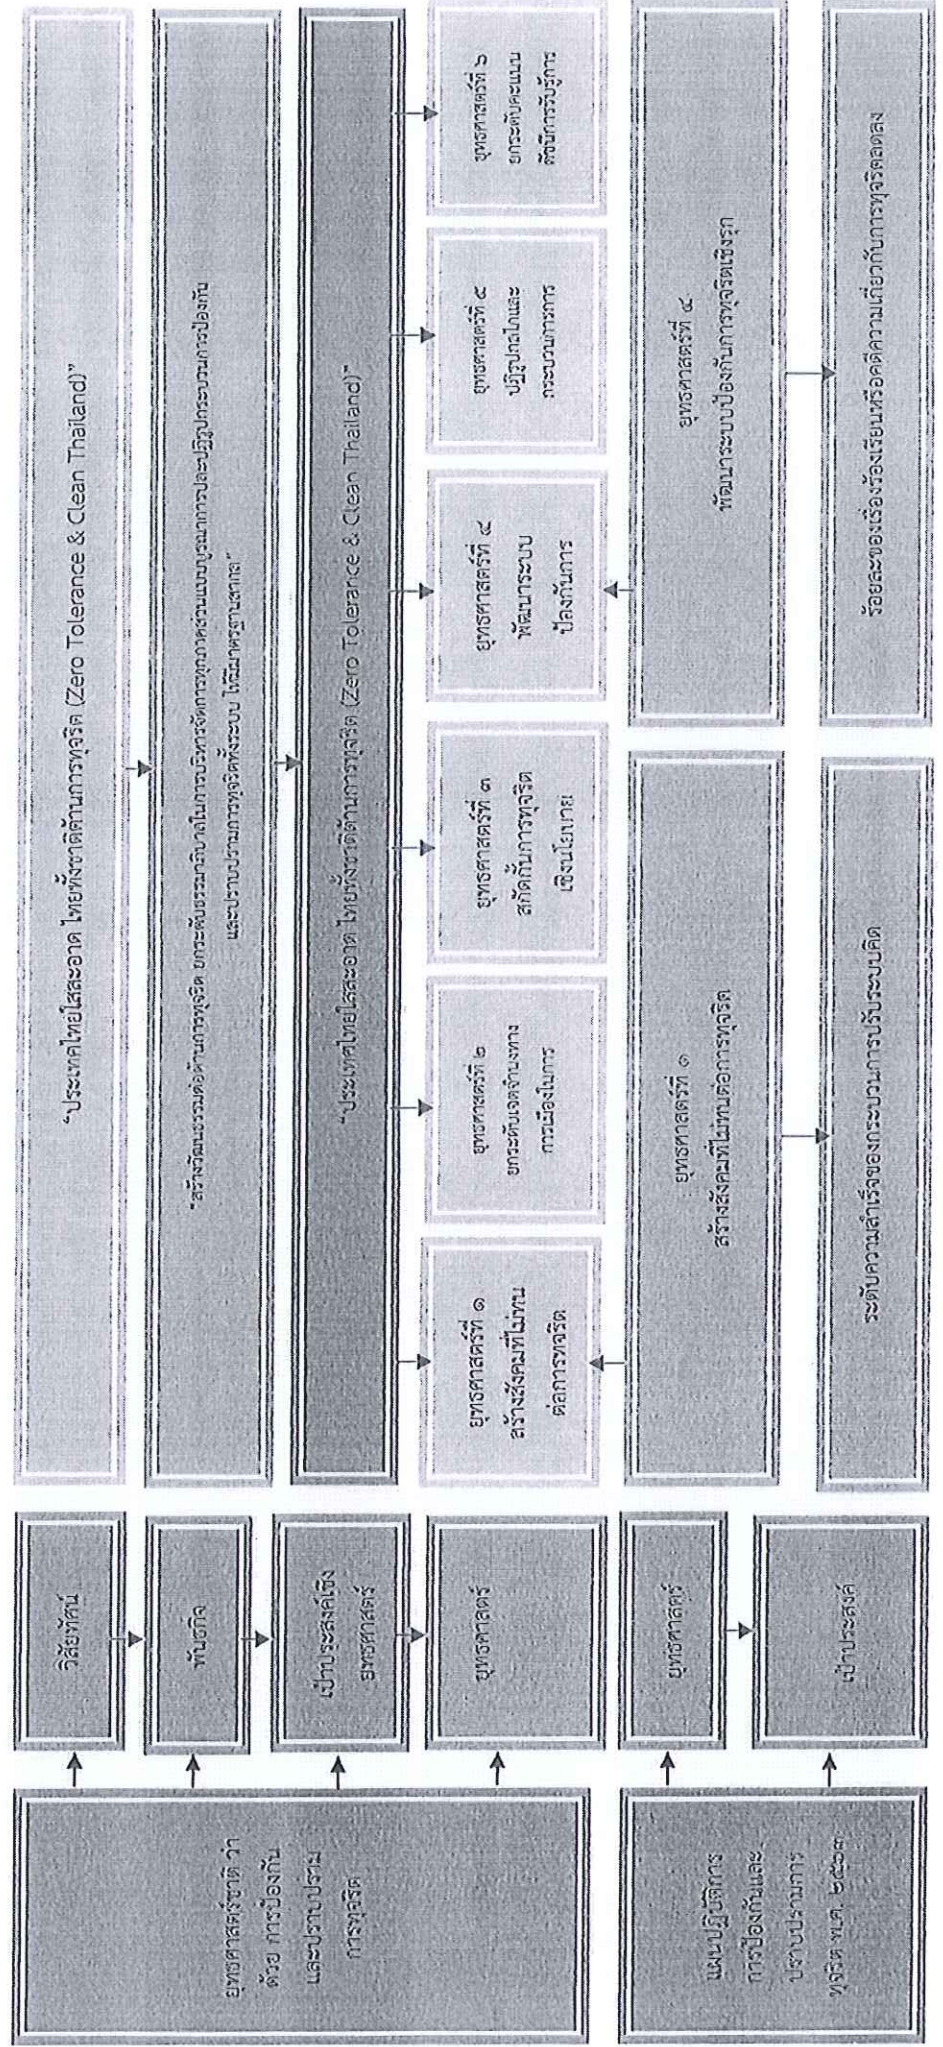 ยุทธศาสตร์ชาติ ว่า
ด้วย การป้องกัน
และปราบปราม
การทุจริต
วิสัยทัศน์
"ประเทศไทยใสสะอาด ไทยทั้งชาติต้านการทุจริต (Zero Tolerance & Clean Thailand)"
พันธกิจ
"สร้างวัฒนธรรมต่อต้านการทุจริต ยกระดับธรรมาภิบาลในการบริหารจัดการทุกภาคส่วนแบบบูรณาการปละปฏิรูปกระบวนการป้องกัน
และปราบปรามการทุจริตทั้งระบบ ให้มีมาตรฐานสากล"
เป้าประสงค์เชิง
ยุทธศาสตร์
"ประเทศไทยใสสะอาด ไทยทั้งชาติต้านการทุจริต (Zero Tolerance & Clean Thailand)"
ยุทธศาสตร์
ยุทธศาสตร์ที่ ๑
สร้างสังคมที่ไม่ทน
ต่อการทุจริต
ยุทธศาสตร์ที่ ๒
ยกระดับเจตจำนงทาง
การเมืองในการ
ยุทธศาสตร์ที่ ๓
สกัดกั้นการทุจริต
เชิงนโยบาย
ยุทธศาสตร์ที่ ๔
พัฒนาระบบ
ป้องกันการ
ยุทธศาสตร์ที่ ๕
ปฏิรูปกลไกและ
กระบวนการการ
ยุทธศาสตร์ที่ ๖
ยกระดับคะแนน
ดัชนีการรับรู้การ
แผนปฏิบัติการ
การป้องกันและ
ปราบปรามการ
ทุจริต พ.ศ. ๒๕๖๓
ยุทธศาสตร์
ยุทธศาสตร์ที่ ๑
สร้างสังคมที่ไม่ทนต่อการทุจริต
ยุทธศาสตร์ที่ ๔
พัฒนาระบบป้องกันการทุจริตเชิงรุก
เป้าประสงค์
ระดับความสำเร็จของกระบวนการปรับระบบคิด
ร้อยละของเรื่องร้องเรียนหรือคดีความเกี่ยวกับการทุจริตลดลง